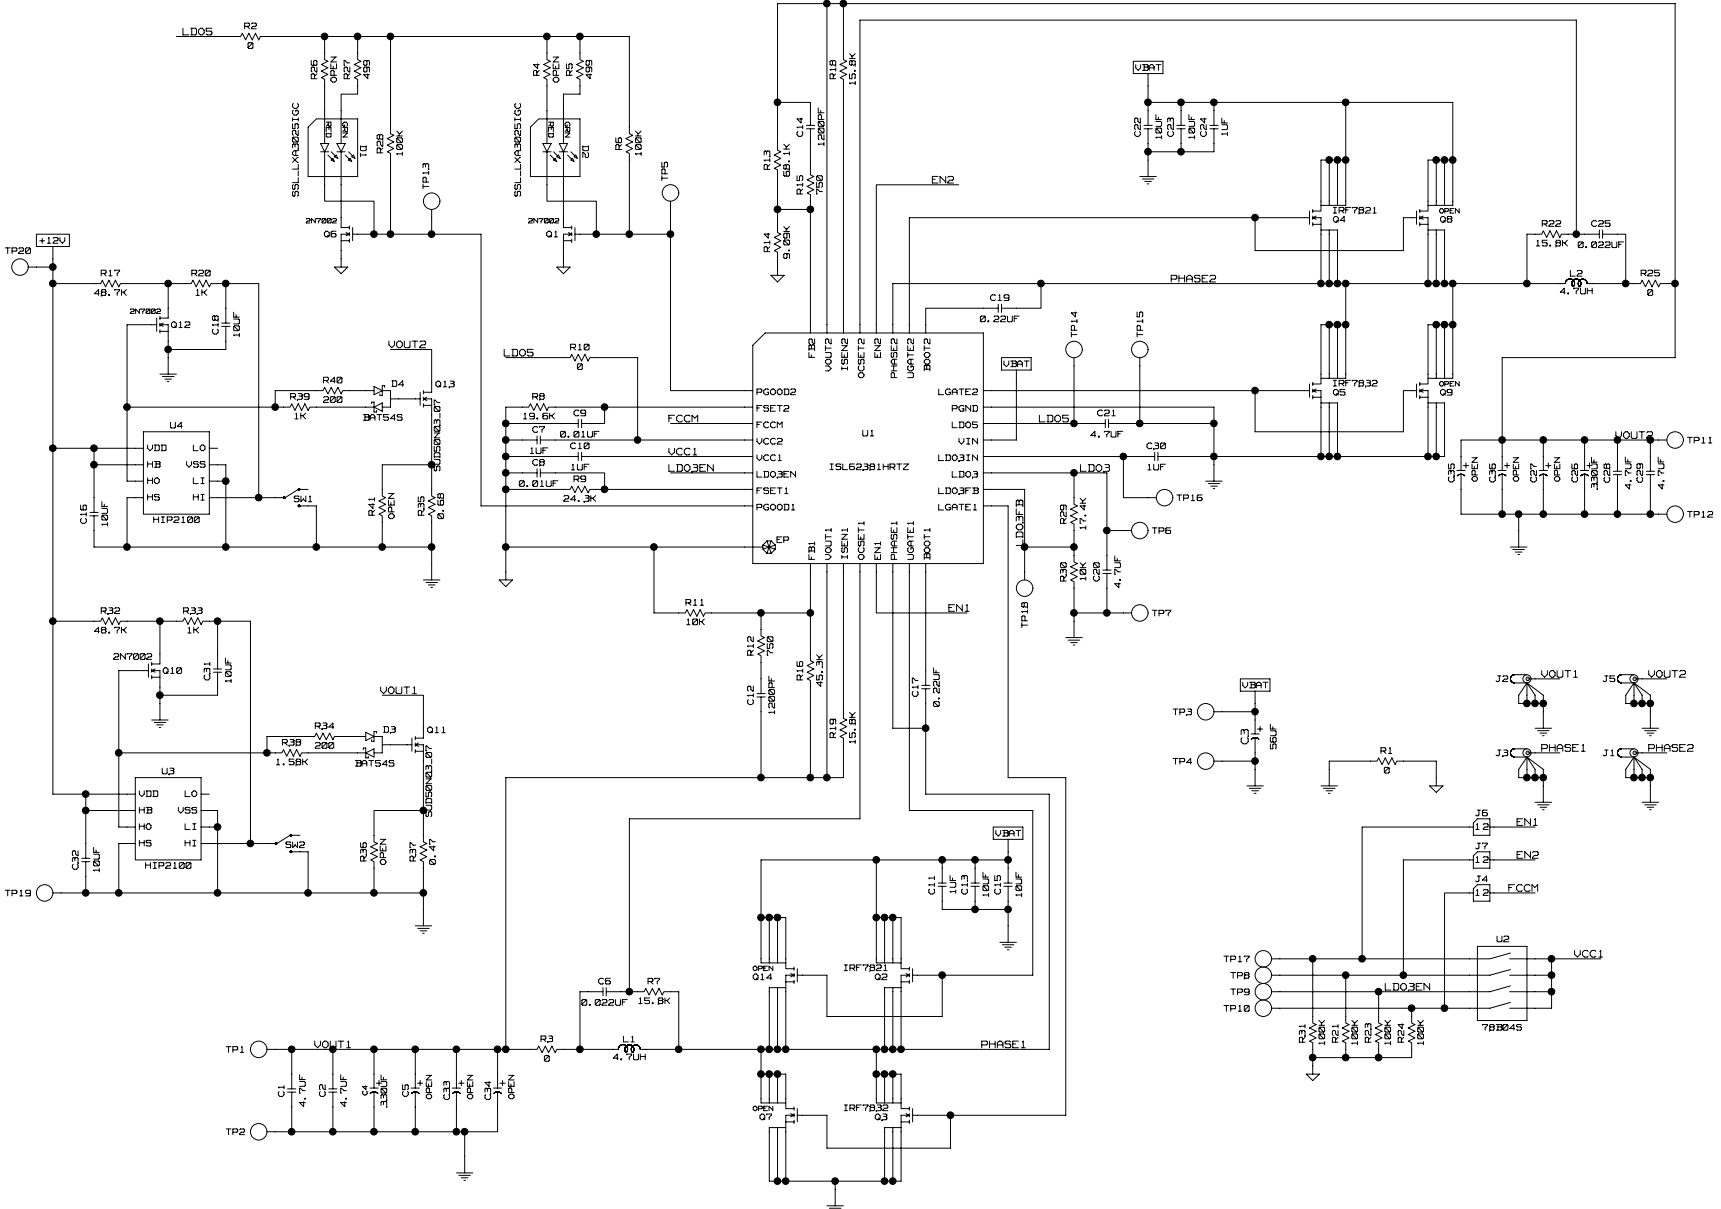 LDO5
R2
0
R26
OPEN
R27
499
SSL_LXA3025IGC
RED
GRN
D1
R28
100K
TP13
2N7002
Q6
R4
OPEN
R5
499
SSL_LXA3025IGC
RED
GRN
D2
R6
100K
TP5
2N7002
Q1
R18
15.8K
C14
1200PF
R13
68.1K
R15
750
R14
9.09K
EN2
VBAT
C22
10UF
C23
10UF
C24
1UF
IRF7821
Q4
OPEN
Q8
R22
15.8K
C25
0.022UF
PHASE2
L2
4.7UH
R25
0
C19
0.22UF
TP14
TP15
VBAT
IRF7832
Q5
OPEN
Q9
+12V
TP20
R17
48.7K
R20
1K
2N7002
Q12
C18
10UF
VOUT2
R40
200
D4
R39
1K
BAT54S
Q13
SUD50N03_07
U4
VDD
HB
HO
HS
LO
VSS
LI
HI
HIP2100
C16
10UF
SW1
R41
OPEN
R35
0.68
LDO5
R10
0
R8
19.6K
C9
0.01UF
FCCM
C7
1UF
C10
1UF
VCC1
C8
0.01UF
LDO3EN
R9
24.3K
FB2
VOUT2
ISEN2
OCSET2
EN2
PHASE2
UGATE2
BOOT2
PGOOD2
FSET2
FCCM
VCC2
VCC1
LDO3EN
FSET1
PGOOD1
EP
U1
ISL62381HRTZ
LGATE2
PGND
LDO5
VIN
LDO3IN
LDO3
LDO3FB
LGATE1
FB1
VOUT1
ISEN1
OCSET1
EN1
PHASE1
UGATE1
BOOT1
LDO5
C21
4.7UF
C30
1UF
LDO3
TP16
LDO3FB
R29
17.4K
TP6
R30
10K
C20
4.7UF
TP18
TP7
VOUT2
TP11
C35
OPEN
C36
OPEN
C27
OPEN
C26
330UF
C28
4.7UF
C29
4.7UF
TP12
R32
48.7K
R33
1K
2N7002
Q10
C31
10UF
VOUT1
R34
200
D3
R38
1.58K
BAT54S
Q11
SUD50N03_07
U3
VDD
HB
HO
HS
LO
VSS
LI
HI
HIP2100
C32
10UF
SW2
R36
OPEN
R37
0.47
TP19
R11
10K
R12
750
C12
1200PF
R16
45.3K
R19
15.8K
EN1
C17
0.22UF
VBAT
TP3
C3
56UF
TP4
R1
0
J2
VOUT1
J5
VOUT2
J3
PHASE1
J1
PHASE2
J6
12
EN1
J7
12
EN2
J4
12
FCCM
VBAT
C11
1UF
C13
10UF
C15
10UF
OPEN
Q14
IRF7821
Q2
C6
0.022UF
R7
15.8K
TP17
TP8
TP9
TP10
LDO3EN
U2
VCC1
78B04S
R31
100K
R21
100K
R23
100K
R24
100K
TP1
VOUT1
R3
0
L1
4.7UH
PHASE1
C1
4.7UF
C2
4.7UF
C4
330UF
C5
OPEN
C33
OPEN
C34
OPEN
TP2
OPEN
Q7
IRF7832
Q3